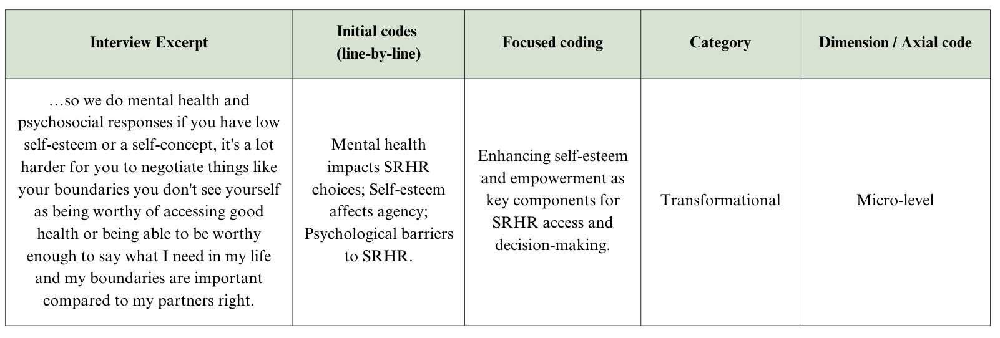 Interview Excerpt
Initial codes
(line-by-line)
Focused coding
Category
Dimension / Axial code
…so we do mental health and
psychosocial responses if you have low
self-esteem or a self-concept, it's a lot
harder for you to negotiate things like
your boundaries you don't see yourself
as being worthy of accessing good
health or being able to be worthy
enough to say what I need in my life
and my boundaries are important
compared to my partners right.
Mental health
impacts SRHR
choices; Self-esteem
affects agency;
Psychological barriers
to SRHR.
Enhancing self-esteem
and empowerment as
key components for
SRHR access and
decision-making.
Transformational
Micro-level